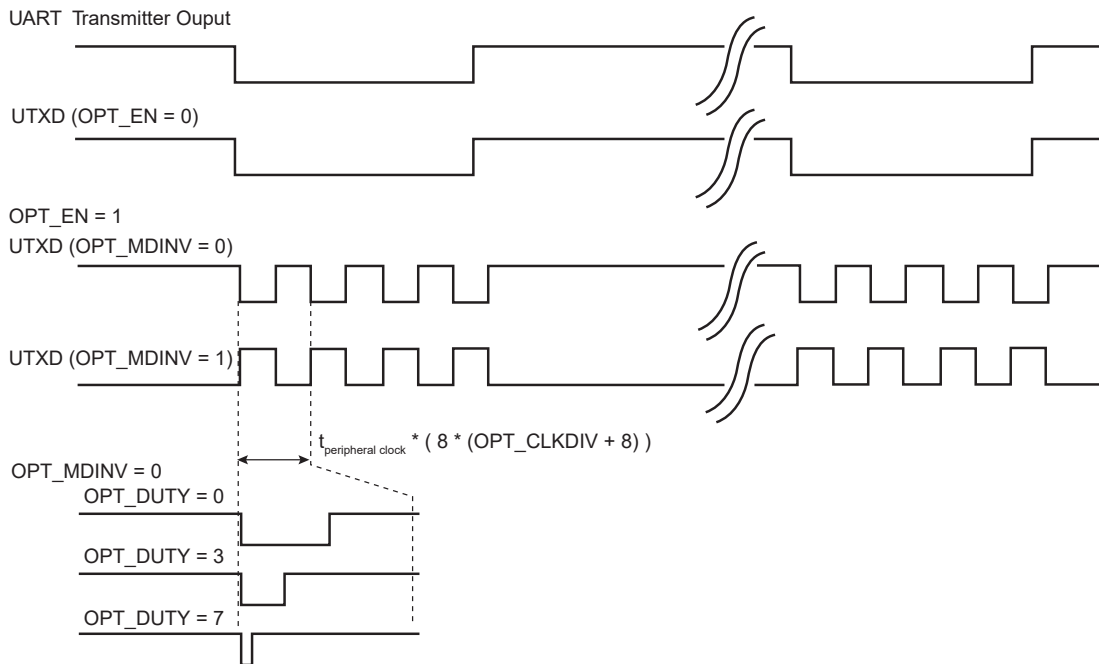 UART Transmitter Ouput
UTXD (OPT_EN = 0)
OPT_EN = 1
UTXD (OPT_MDINV = 0)
UTXD (OPT_MDINV = 1)
t peripheral clock * ( 8 * (OPT_CLKDIV + 8) )
OPT_MDINV = 0
OPT_DUTY = 0
OPT_DUTY = 3
OPT_DUTY = 7